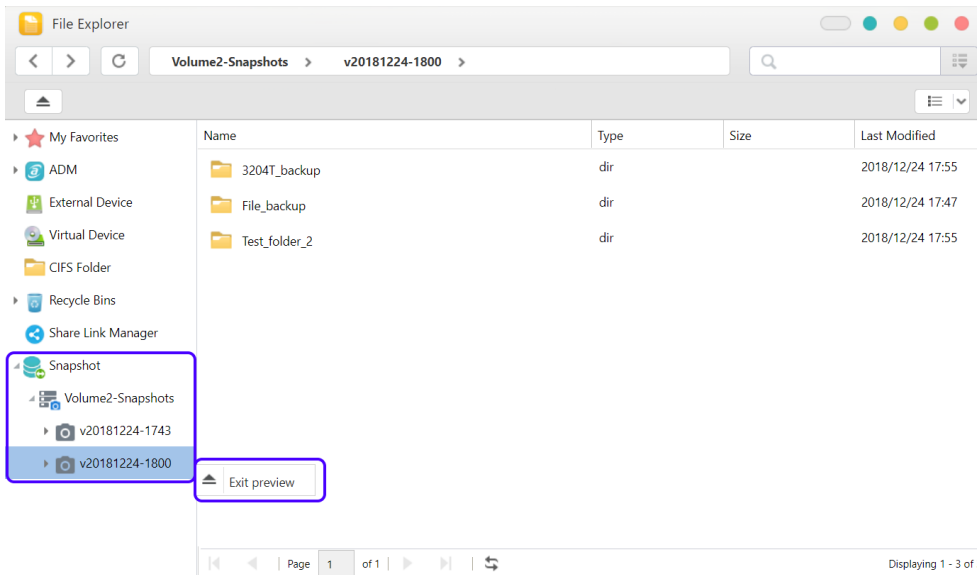 File Explorer
Volume2-Snapshots > v20181224-1800 >
My Favorites
ADM
External Device
Virtual Device
CIFS Folder
Recycle Bins
Share Link Manager
Snapshot
Volume2-Snapshots
v20181224-1743
v20181224-1800
Exit preview
Name Type Size Last Modified
3204T_backup dir 2018/12/24 17:55
File_backup dir 2018/12/24 17:47
Test_folder_2 dir 2018/12/24 17:55
Page 1 of 1
Displaying 1 - 3 of